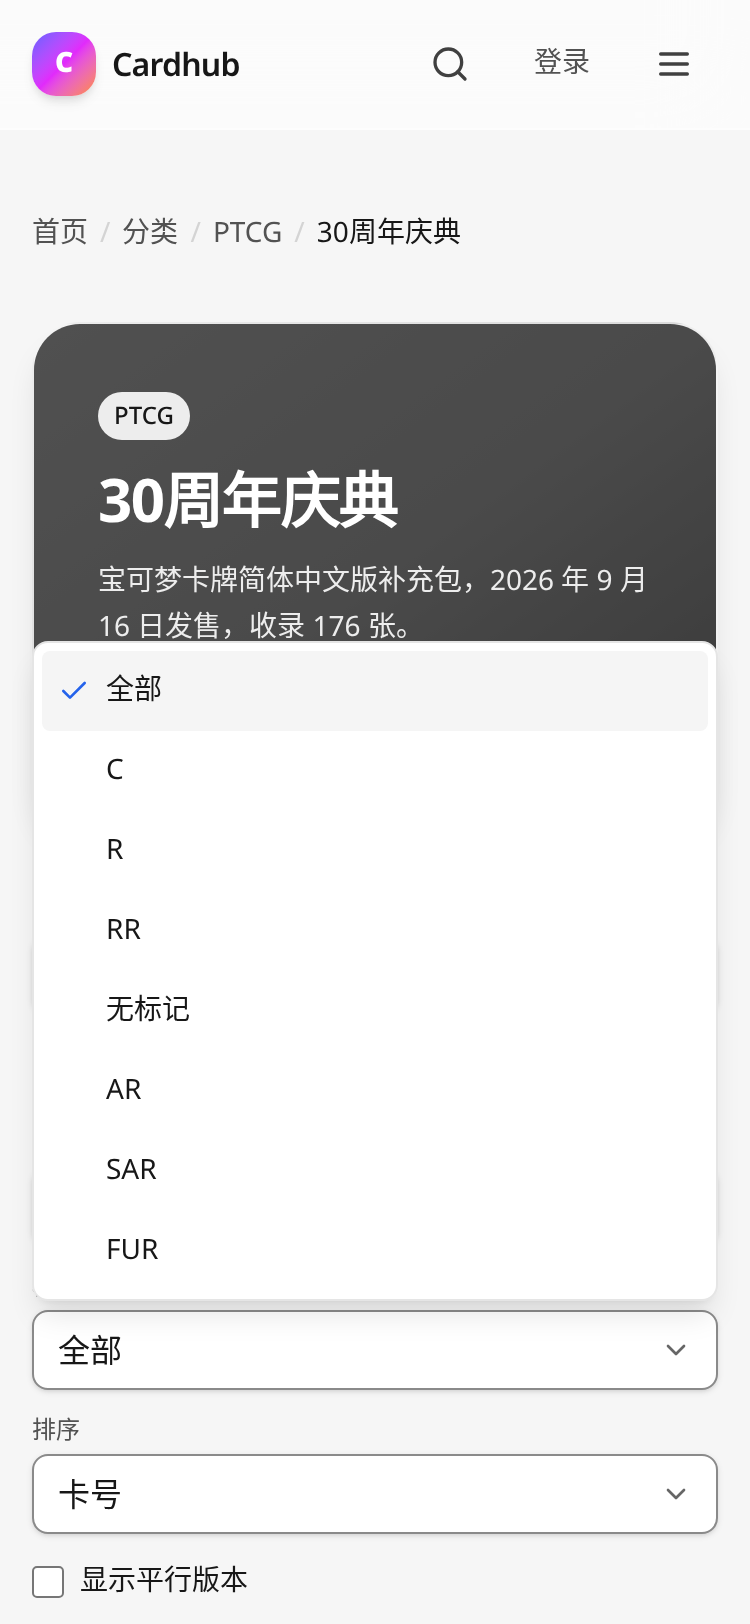 C Cardhub 登录
首页 / 分类 / PTCG / 30周年庆典
PTCG
30周年庆典
宝可梦卡牌简体中文版补充包，2026 年 9 月
16 日发售，收录 176 张。
全部
C
R
RR
无标记
AR
SAR
FUR
全部
排序
卡号
显示平行版本